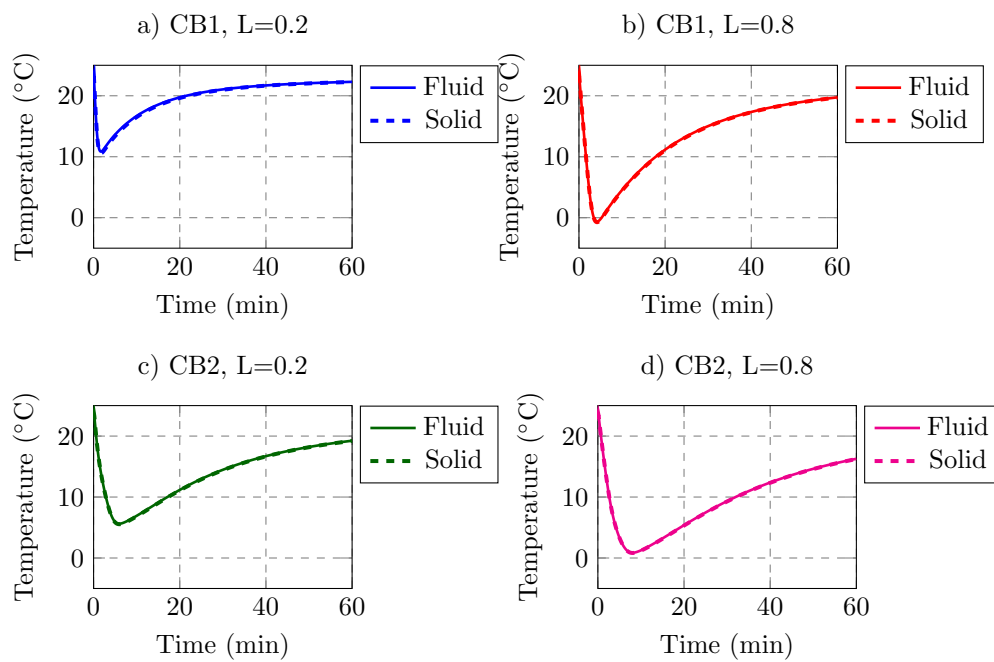 a) CB1, L=0.2
Temperature (°C)
20
10
0
0 20 40 60
Time (min)
Fluid
Solid
b) CB1, L=0.8
Temperature (°C)
20
10
0
0 20 40 60
Time (min)
Fluid
Solid
c) CB2, L=0.2
Temperature (°C)
20
10
0
0 20 40 60
Time (min)
Fluid
Solid
d) CB2, L=0.8
Temperature (°C)
20
10
0
0 20 40 60
Time (min)
Fluid
Solid